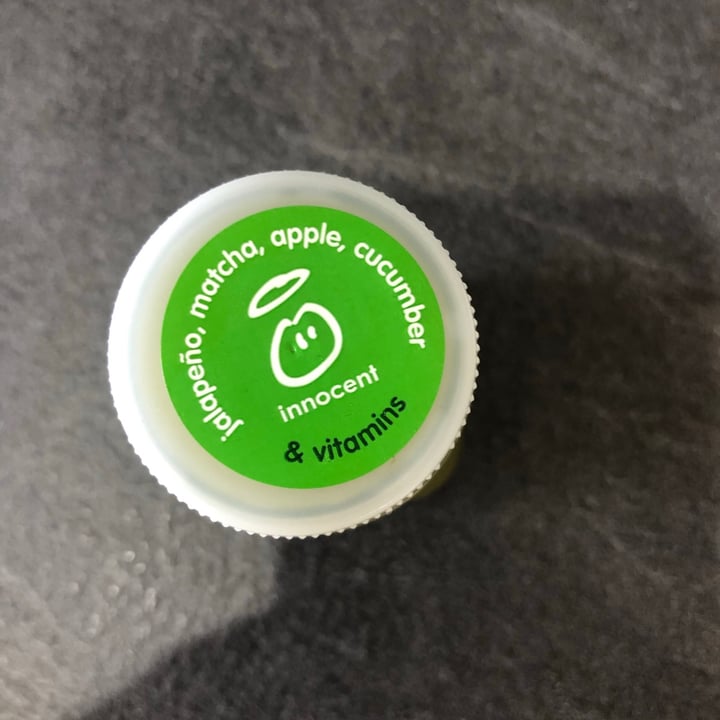 jalapeño, matcha, apple, cucumber
innocent
& vitamins